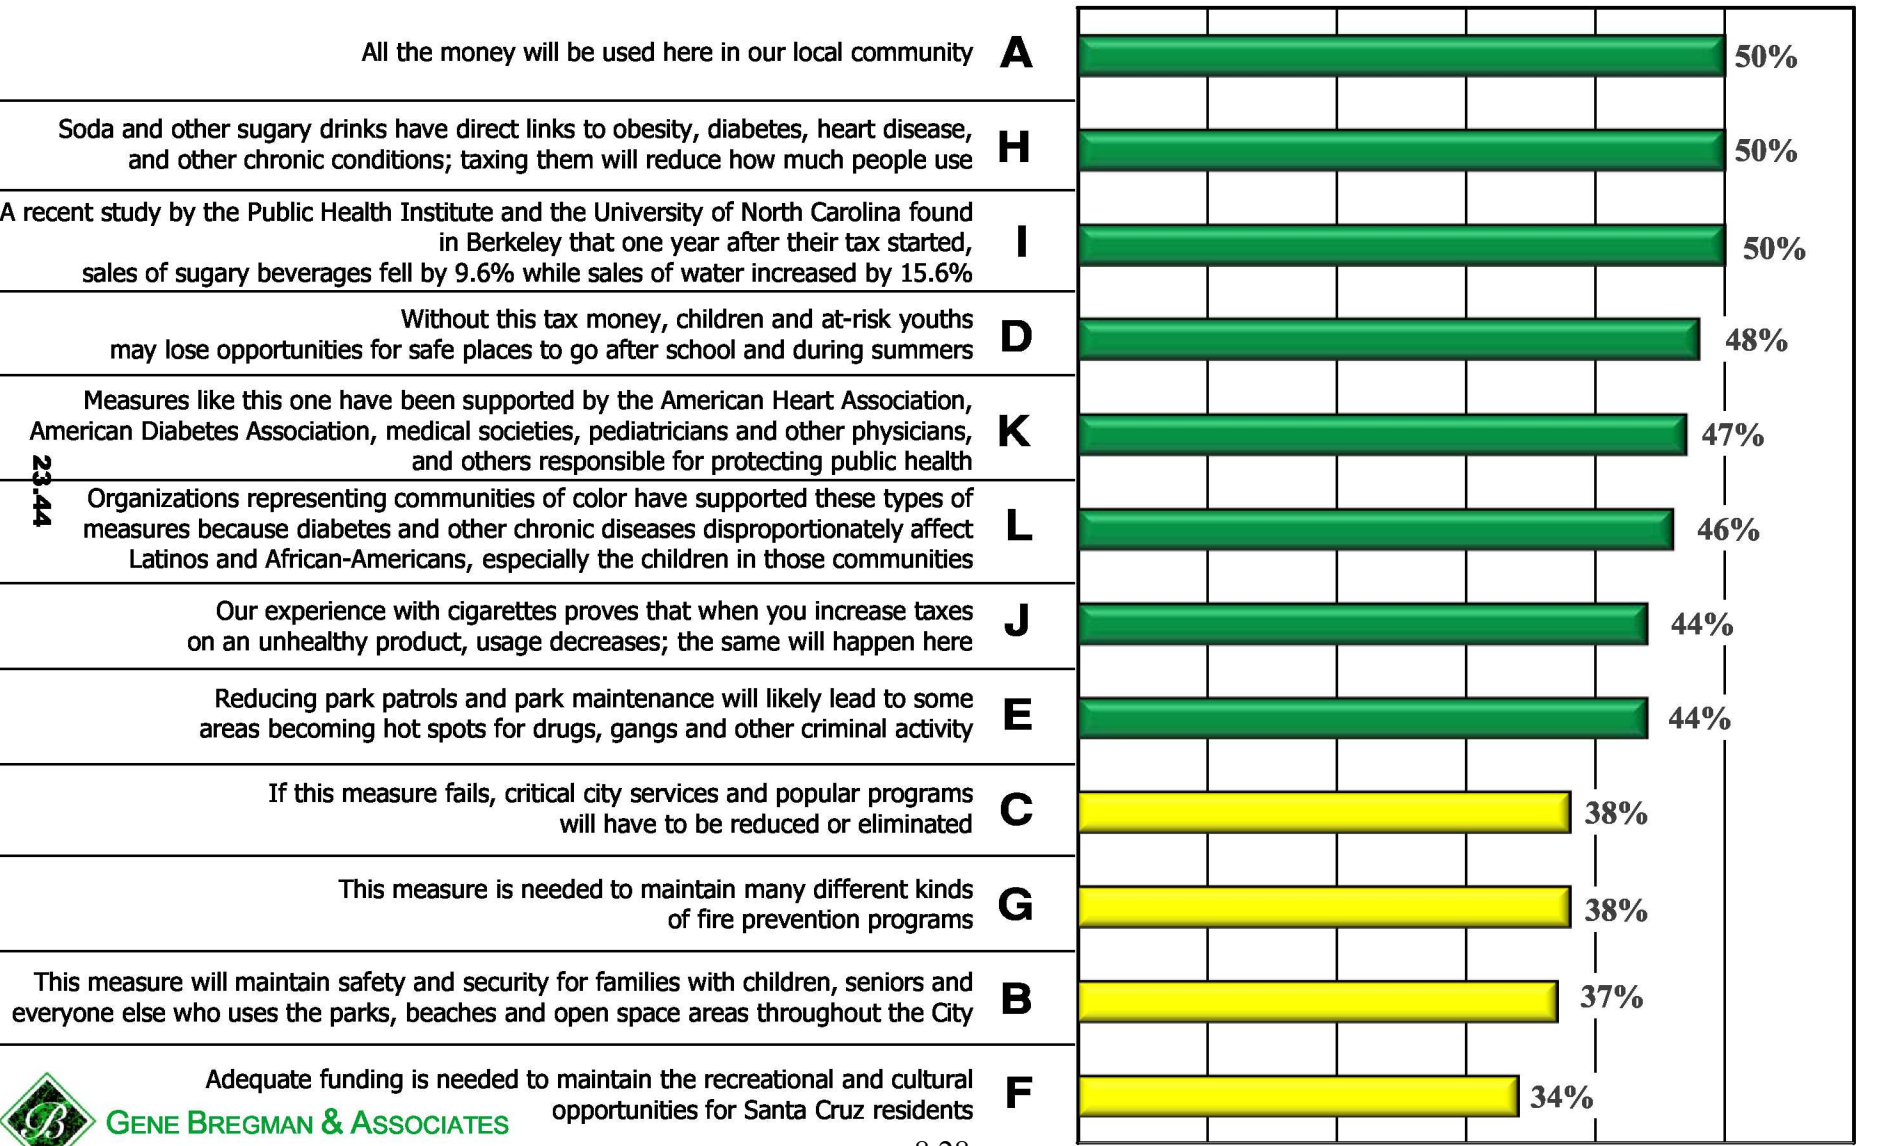 All the money will be used here in our local community A 50%
Soda and other sugary drinks have direct links to obesity, diabetes, heart disease,
and other chronic conditions; taxing them will reduce how much people use H 50%
A recent study by the Public Health Institute and the University of North Carolina found
in Berkeley that one year after their tax started, I 50%
sales of sugary beverages fell by 9.6% while sales of water increased by 15.6%
Without this tax money, children and at-risk youths
may lose opportunities for safe places to go after school and during summers D 48%
Measures like this one have been supported by the American Heart Association,
American Diabetes Association, medical societies, pediatricians and other physicians, K 47%
and others responsible for protecting public health
23.44
Organizations representing communities of color have supported these types of
measures because diabetes and other chronic diseases disproportionately affect L 46%
Latinos and African-Americans, especially the children in those communities
Our experience with cigarettes proves that when you increase taxes
on an unhealthy product, usage decreases; the same will happen here J 44%
Reducing park patrols and park maintenance will likely lead to some
areas becoming hot spots for drugs, gangs and other criminal activity E 44%
If this measure fails, critical city services and popular programs
will have to be reduced or eliminated C 38%
This measure is needed to maintain many different kinds
of fire prevention programs G 38%
This measure will maintain safety and security for families with children, seniors and
everyone else who uses the parks, beaches and open space areas throughout the City B 37%
Adequate funding is needed to maintain the recreational and cultural
opportunities for Santa Cruz residents F 34%
B GENE BREGMAN & ASSOCIATES